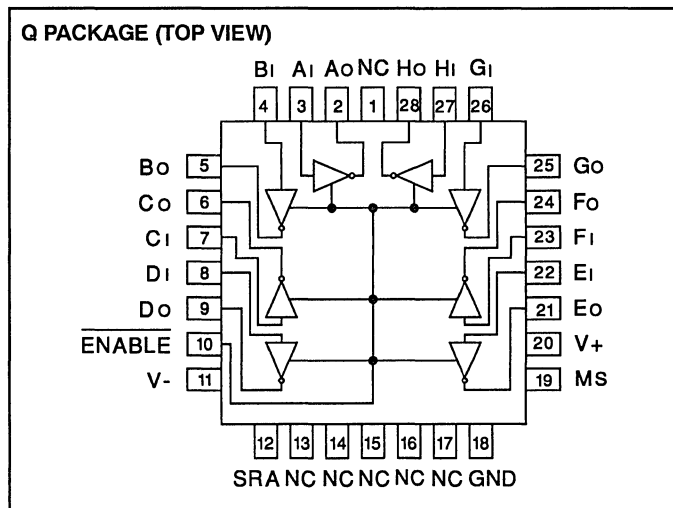 Q PACKAGE (TOP VIEW)
BI AI AO NC HO HI GI
4 3 2 1 28 27 26
BO 5 25 GO
CO 6 24 FO
CI 7 23 FI
DI 8 22 EI
DO 9 21 EO
ENABLE 10 20 V+
V- 11 19 MS
12 13 14 15 16 17 18
SRA NC NC NC NC NC GND